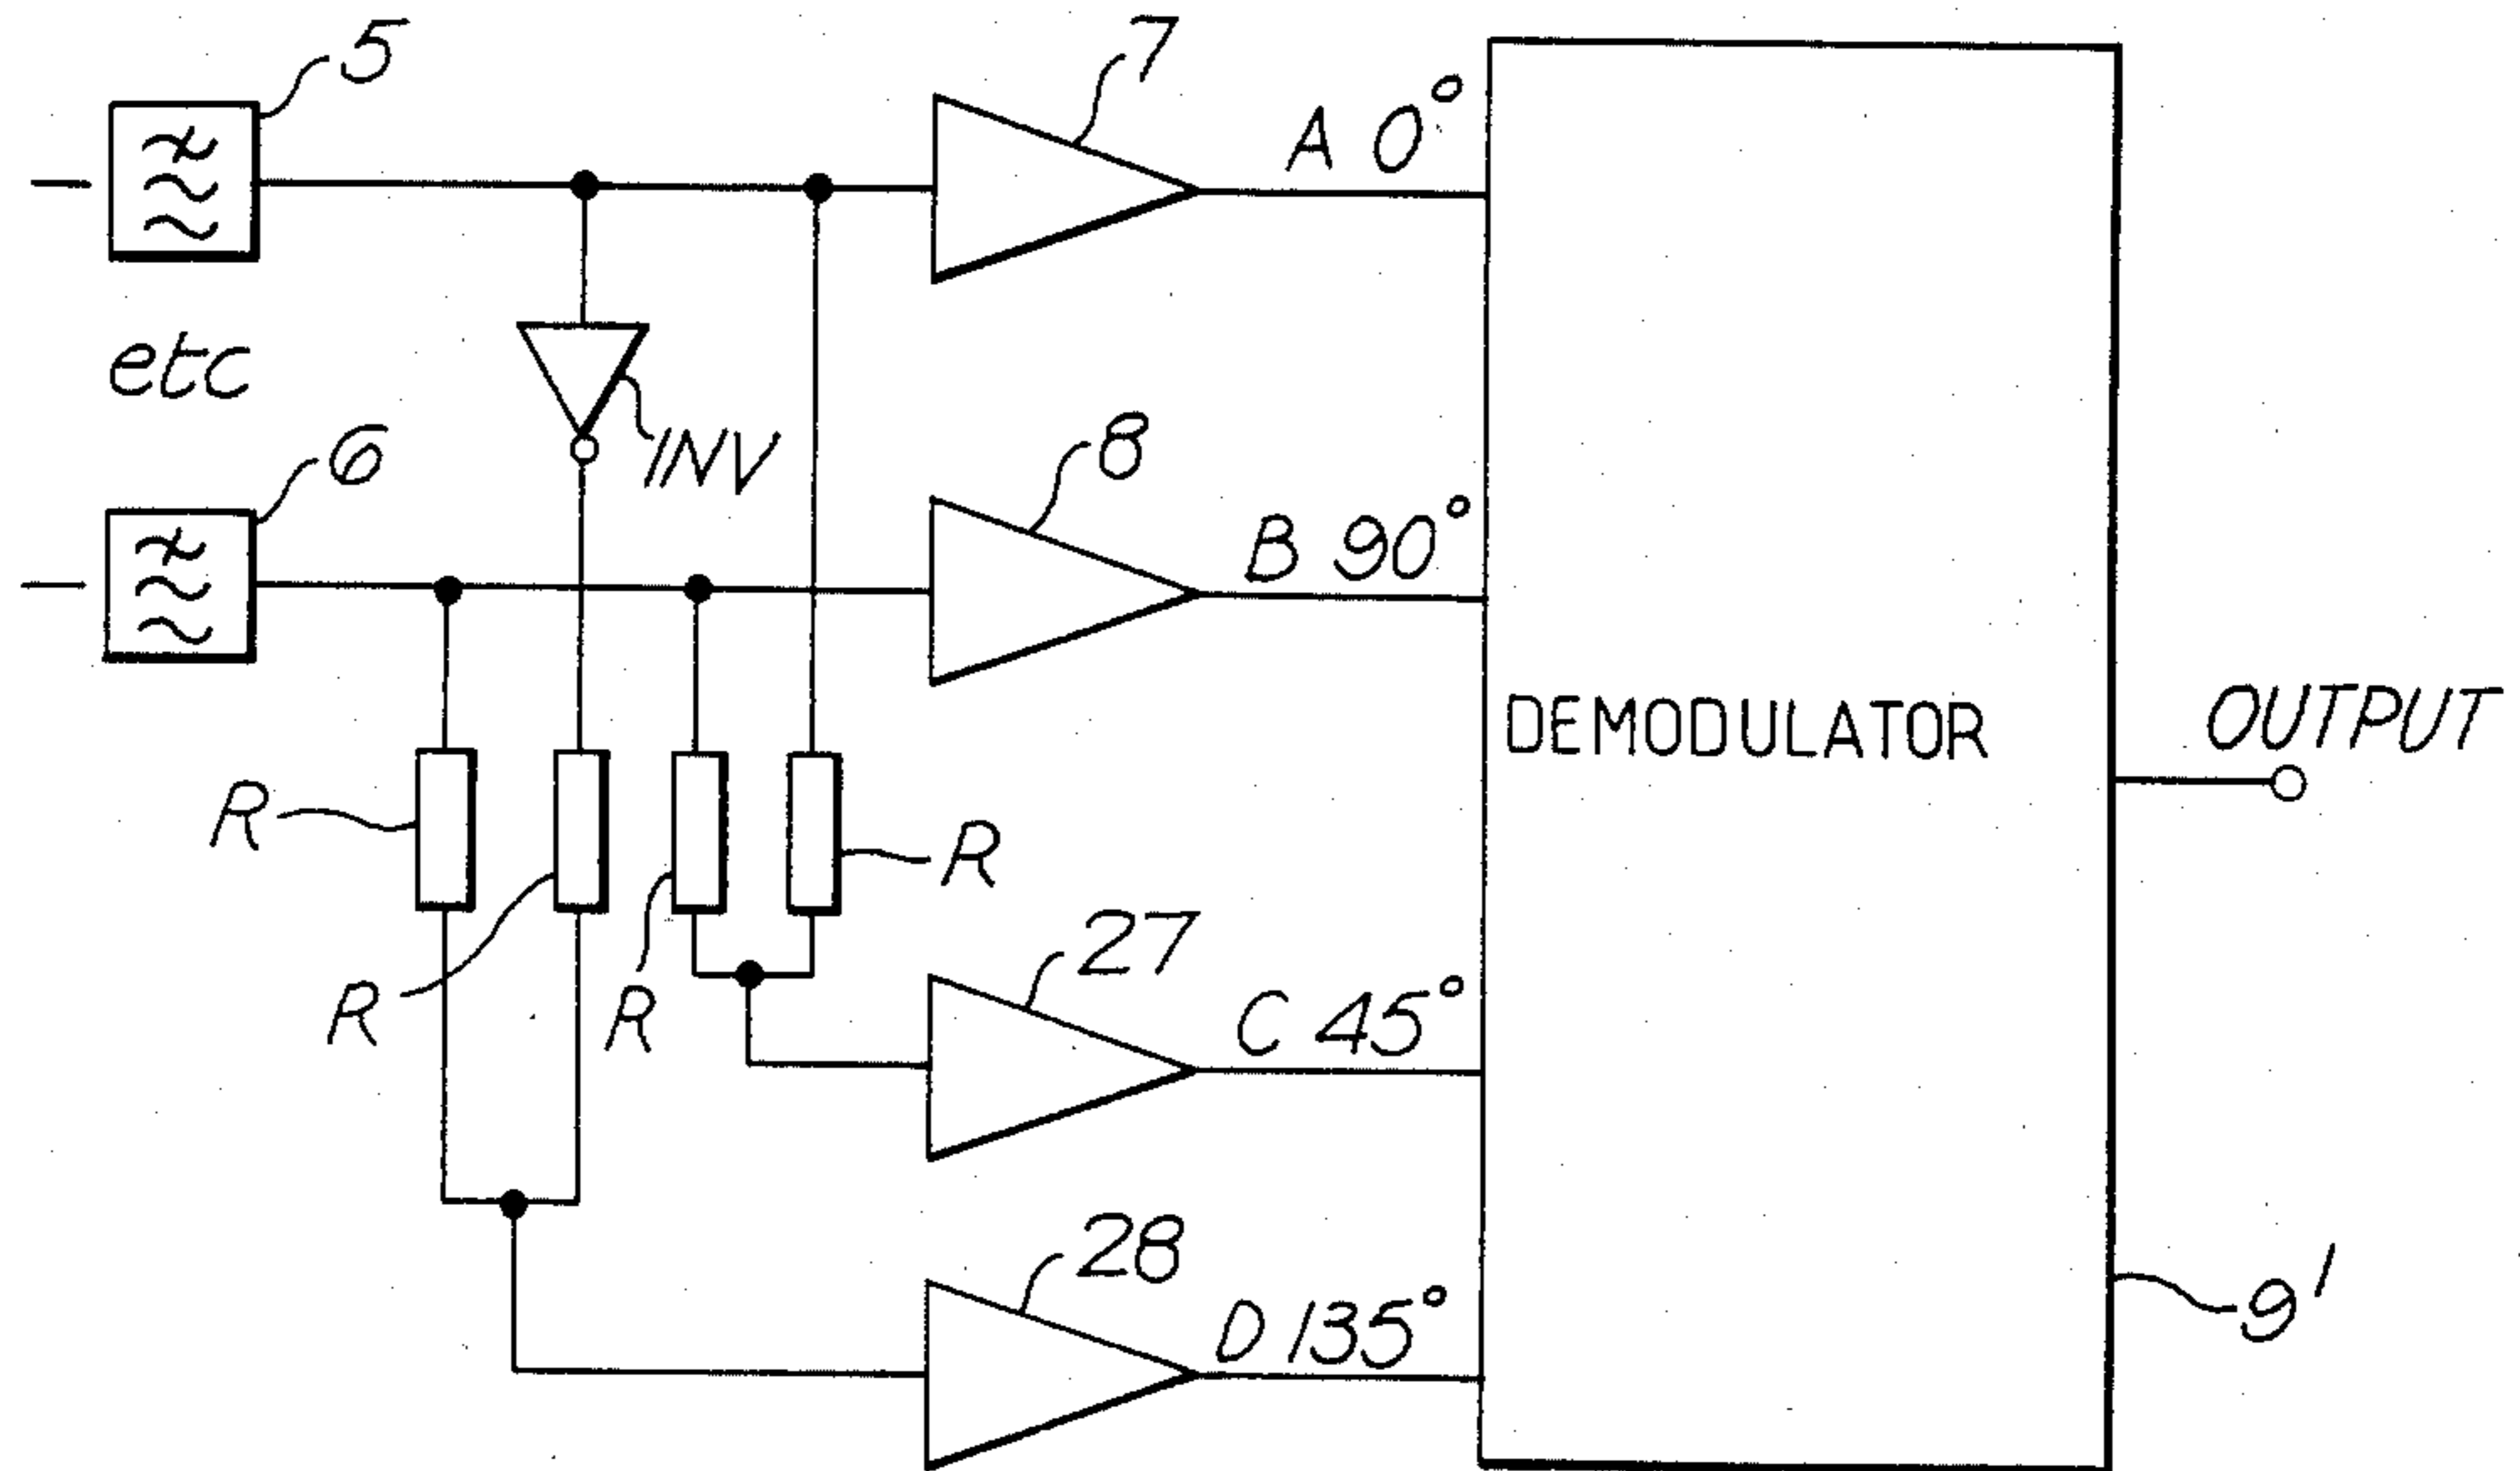 5
7
A 0°
etc
INV
6
8
B 90°
DEMODULATOR
OUTPUT
R
R
R
R
27
C 45°
28
D 135°
9'